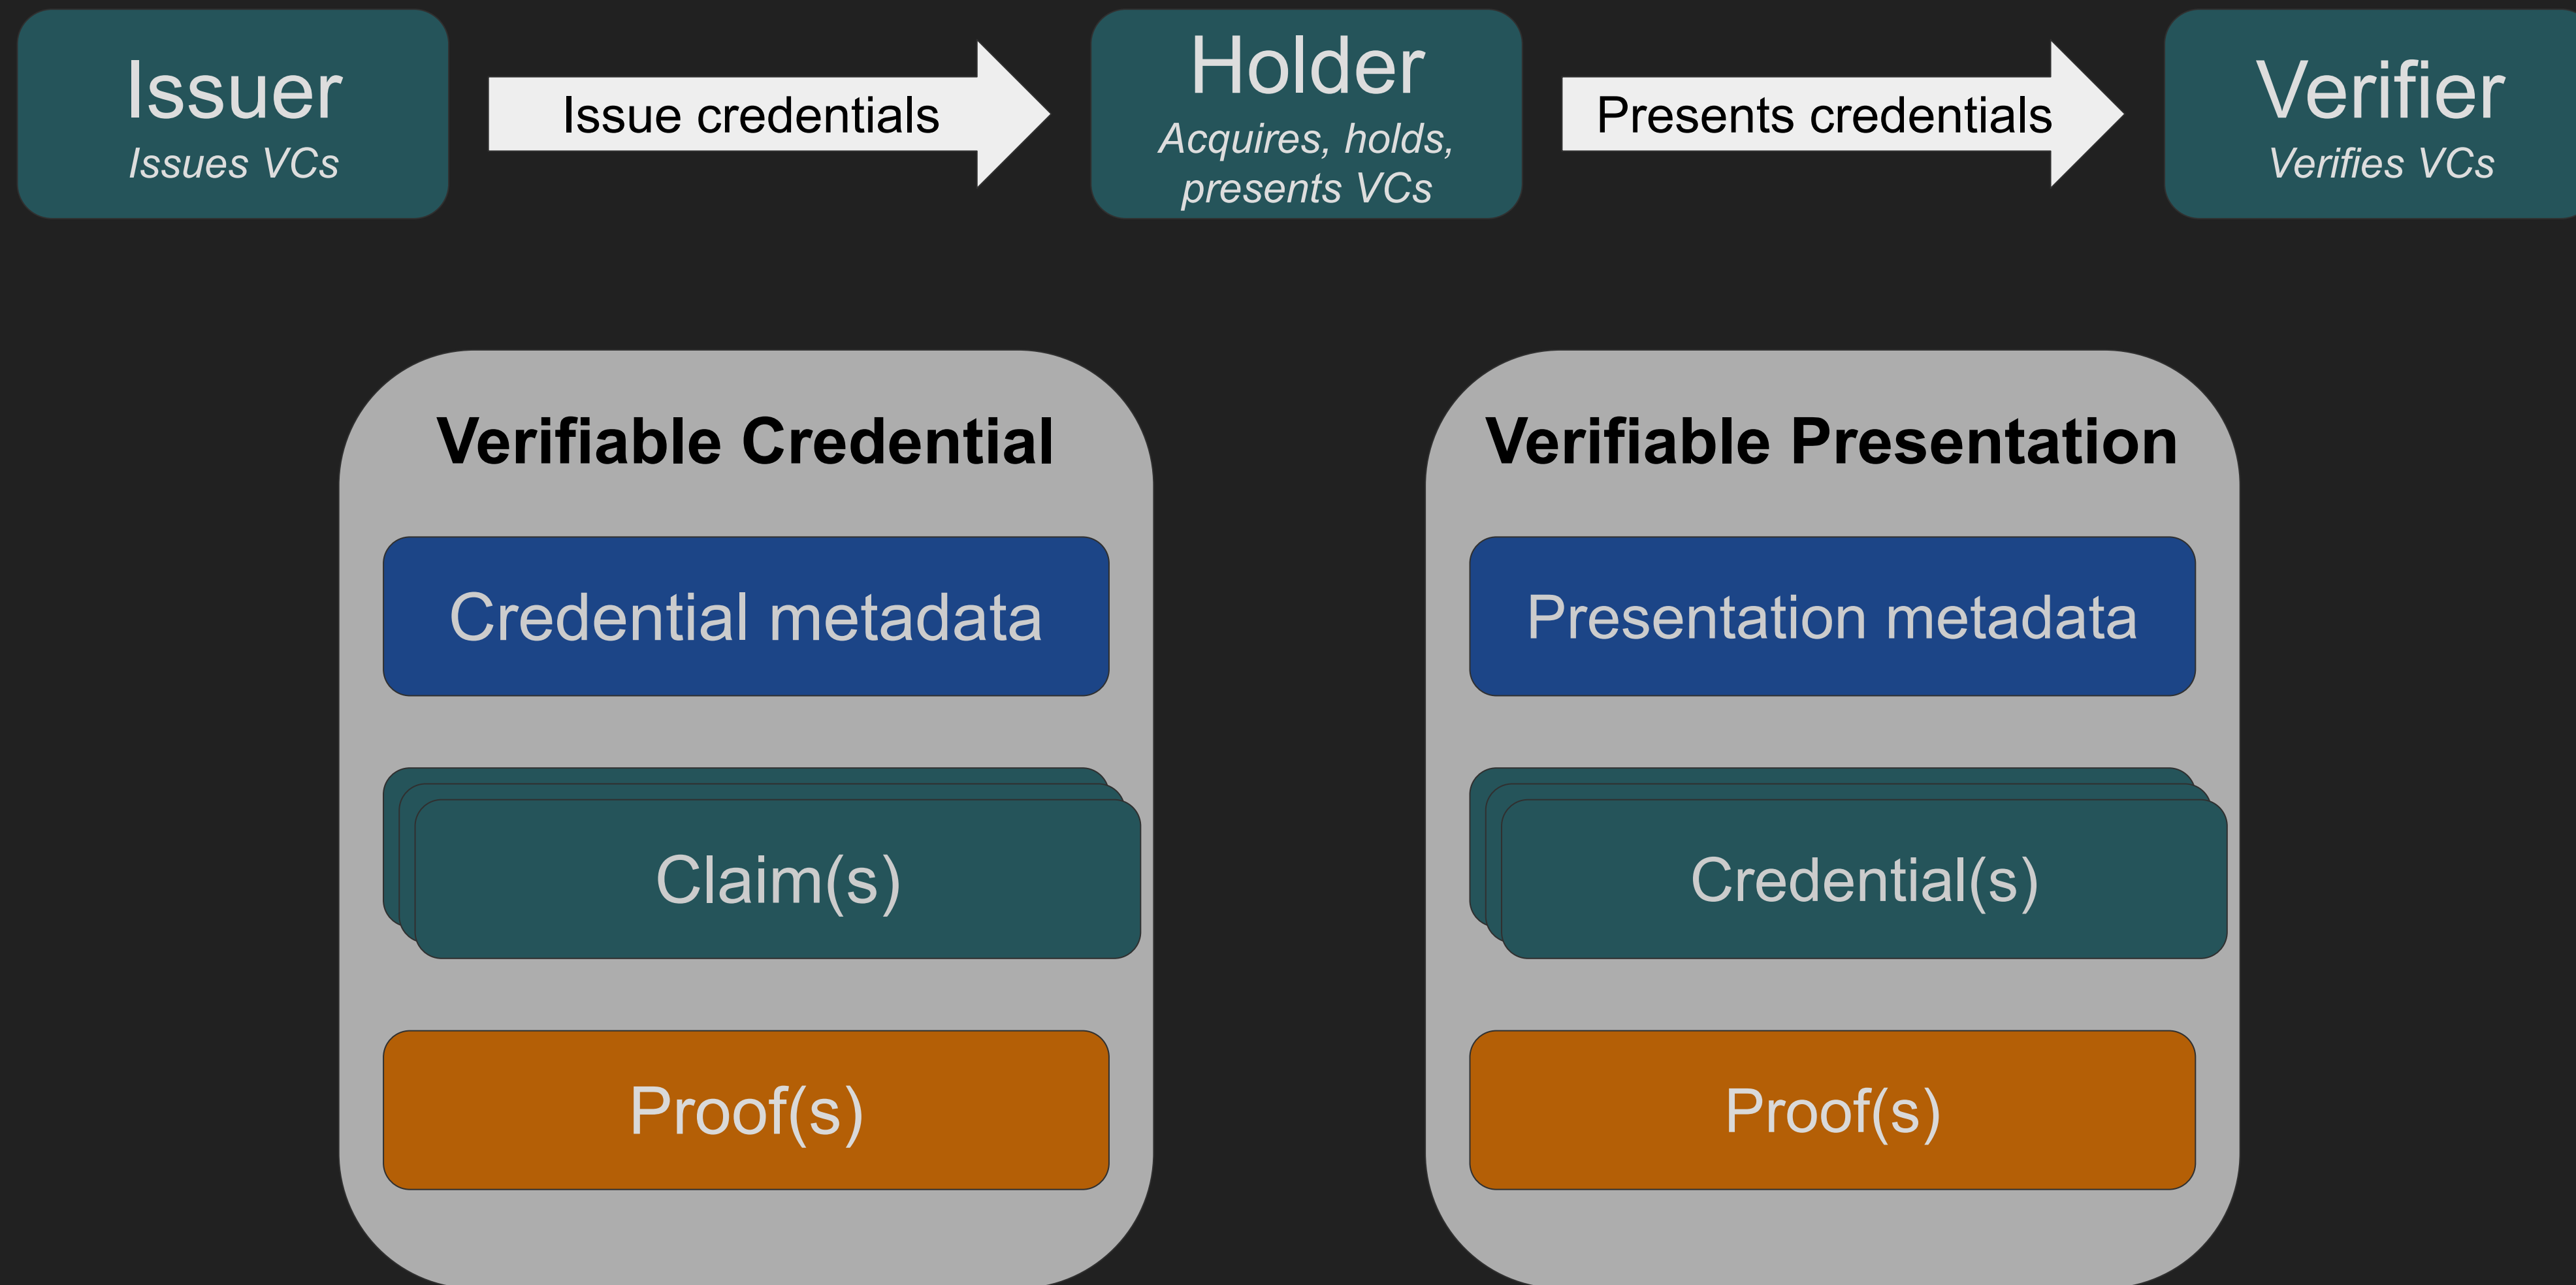 Issuer
Issues VCs
Issue credentials
Holder
Acquires, holds,
presents VCs
Presents credentials
Verifier
Verifies VCs
Verifiable Credential
Credential metadata
Claim(s)
Proof(s)
Verifiable Presentation
Presentation metadata
Credential(s)
Proof(s)